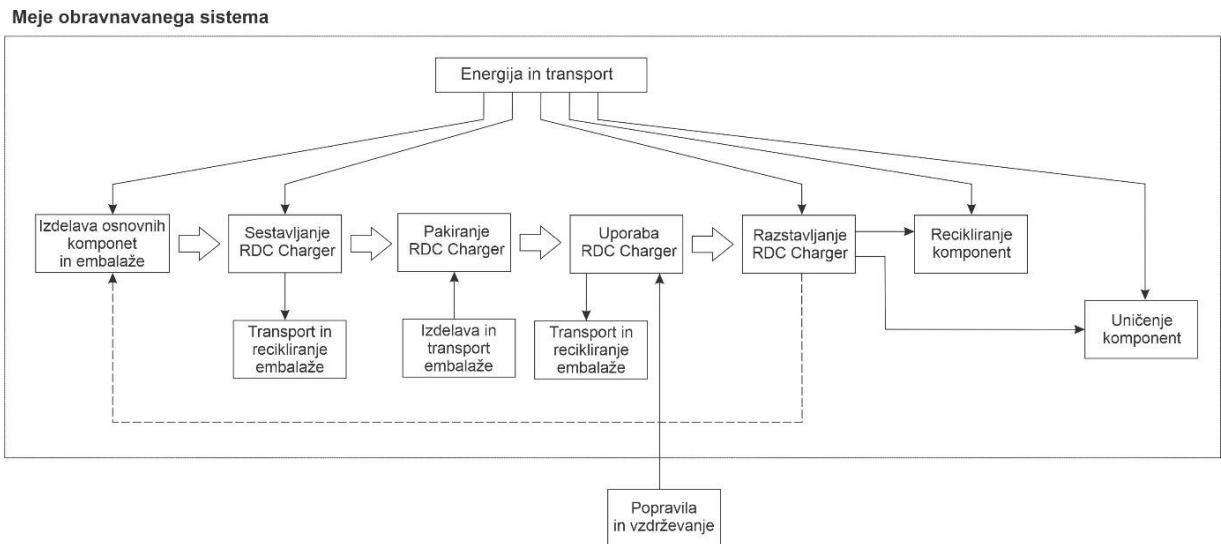 Meje obravnavanega sistema
Energija in transport
Izdelava osnovnih
komponet
in embalaže
Sestavljanje
RDC Charger
Pakiranje
RDC Charger
Uporaba
RDC Charger
Razstavljanje
RDC Charger
Recikliranje
komponent
Transport in
recikliranje
embalaže
Izdelava in
transport
embalaže
Transport in
recikliranje
embalaže
Uničenje
komponent
Popravila
in vzdrževanje